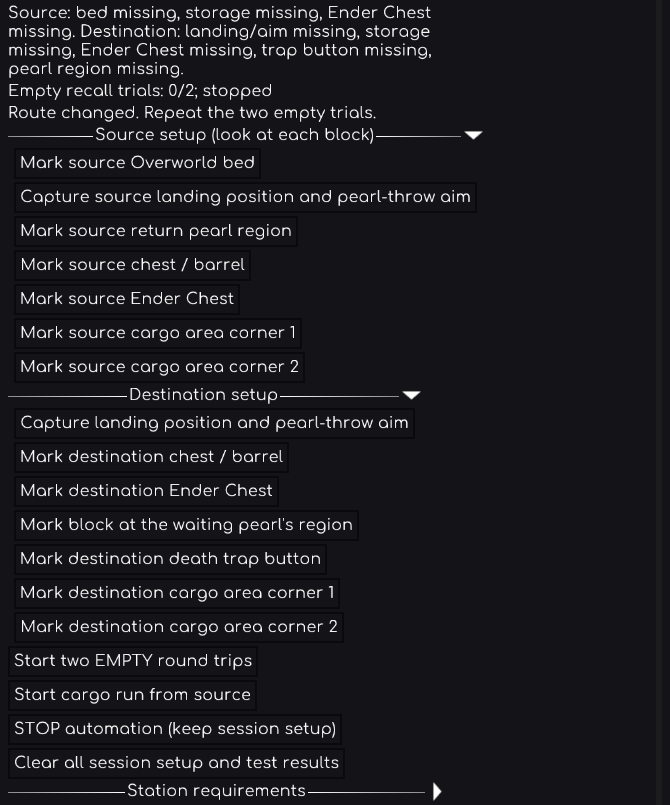 Source: bed missing, storage missing, Ender Chest
missing. Destination: landing/aim missing, storage
missing, Ender Chest missing, trap button missing,
pearl region missing.
Empty recall trials: 0/2; stopped
Route changed. Repeat the two empty trials.
Source setup (look at each block)
Mark source Overworld bed
Capture source landing position and pearl-throw aim
Mark source return pearl region
Mark source chest / barrel
Mark source Ender Chest
Mark source cargo area corner 1
Mark source cargo area corner 2
Destination setup
Capture landing position and pearl-throw aim
Mark destination chest / barrel
Mark destination Ender Chest
Mark block at the waiting pearl's region
Mark destination death trap button
Mark destination cargo area corner 1
Mark destination cargo area corner 2
Start two EMPTY round trips
Start cargo run from source
STOP automation (keep session setup)
Clear all session setup and test results
Station requirements